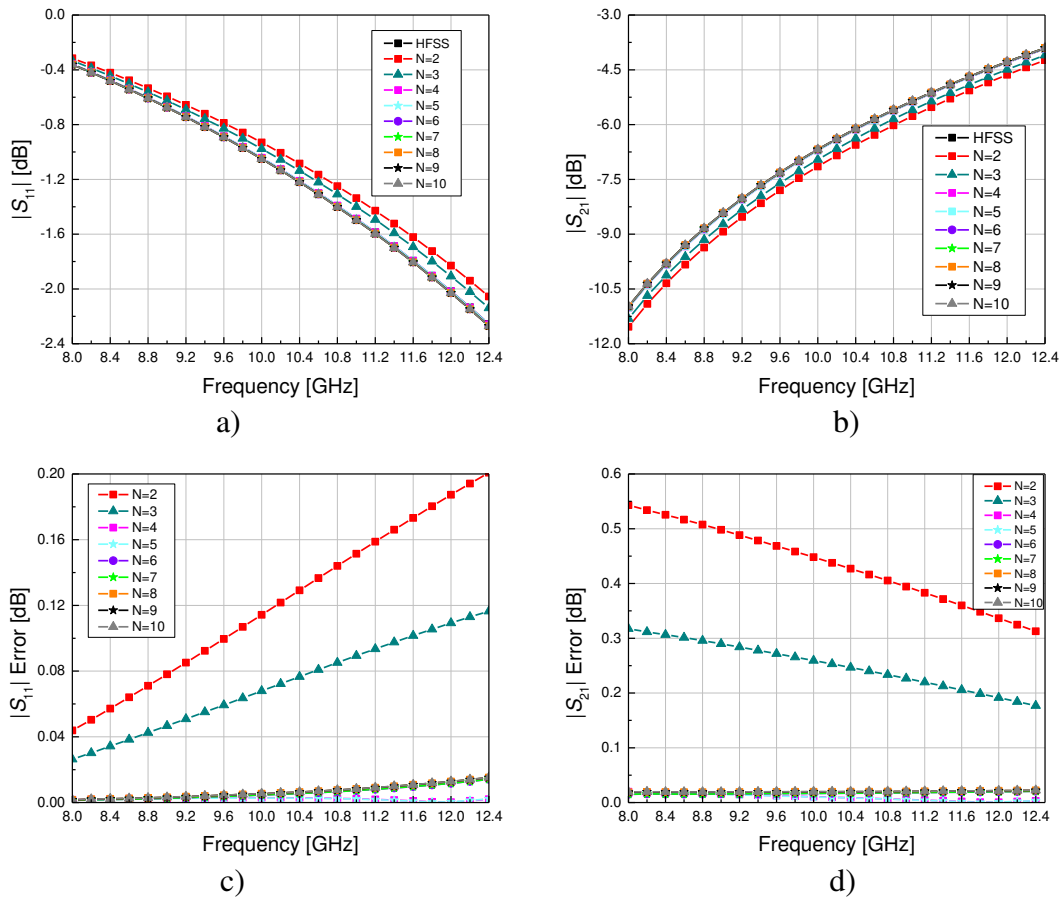 a)
0.0
-0.4
-0.8
-1.2
-1.6
-2.0
-2.4
|S11| [dB]
HFSS
N=2
N=3
N=4
N=5
N=6
N=7
N=8
N=9
N=10
8.0 8.4 8.8 9.2 9.6 10.0 10.4 10.8 11.2 11.6 12.0 12.4
Frequency [GHz]
a)
b)
-3.0
-4.5
-6.0
-7.5
-9.0
-10.5
-12.0
|S21| [dB]
HFSS
N=2
N=3
N=4
N=5
N=6
N=7
N=8
N=9
N=10
8.0 8.4 8.8 9.2 9.6 10.0 10.4 10.8 11.2 11.6 12.0 12.4
Frequency [GHz]
b)
0.20
0.16
0.12
0.08
0.04
0.00
|S11| Error [dB]
N=2
N=3
N=4
N=5
N=6
N=7
N=8
N=9
N=10
8.0 8.4 8.8 9.2 9.6 10.0 10.4 10.8 11.2 11.6 12.0 12.4
Frequency [GHz]
c)
0.6
0.5
0.4
0.3
0.2
0.1
0.0
|S21| Error [dB]
N=2
N=3
N=4
N=5
N=6
N=7
N=8
N=9
N=10
8.0 8.4 8.8 9.2 9.6 10.0 10.4 10.8 11.2 11.6 12.0 12.4
Frequency [GHz]
d)